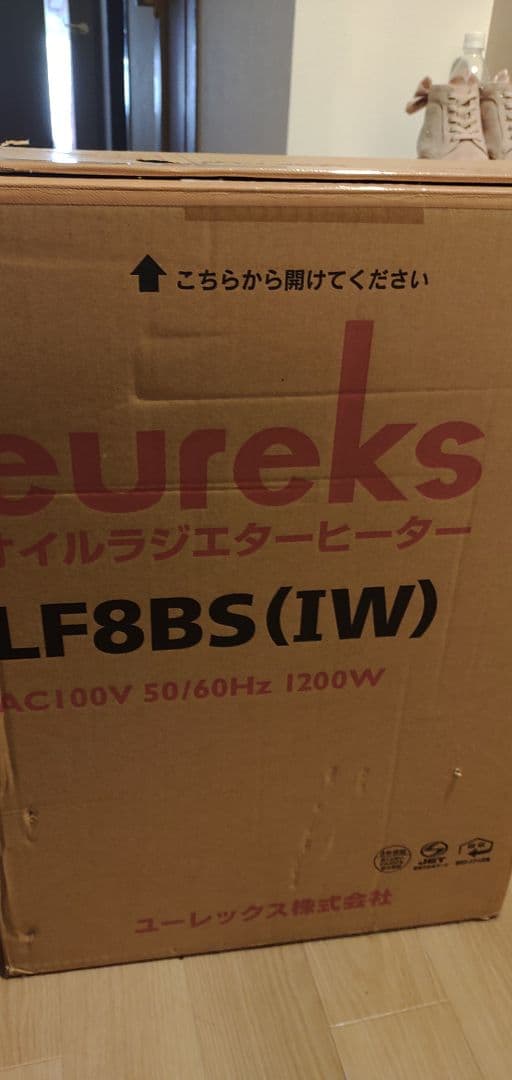 こちらから開けてください
eureks
オイルラジエターヒーター
LF8BS(IW)
AC100V 50/60Hz 1200W
JET
ユーレックス株式会社